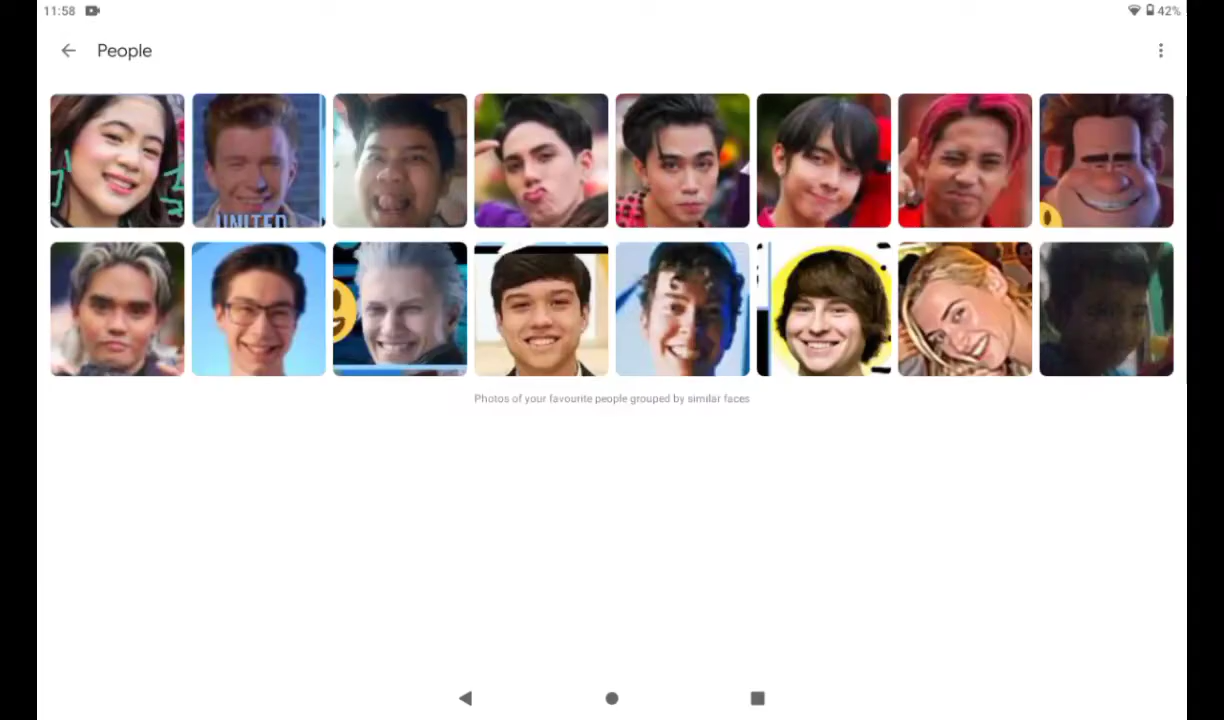 11:58
42%
People
UNITED
Photos of your favourite people grouped by similar faces